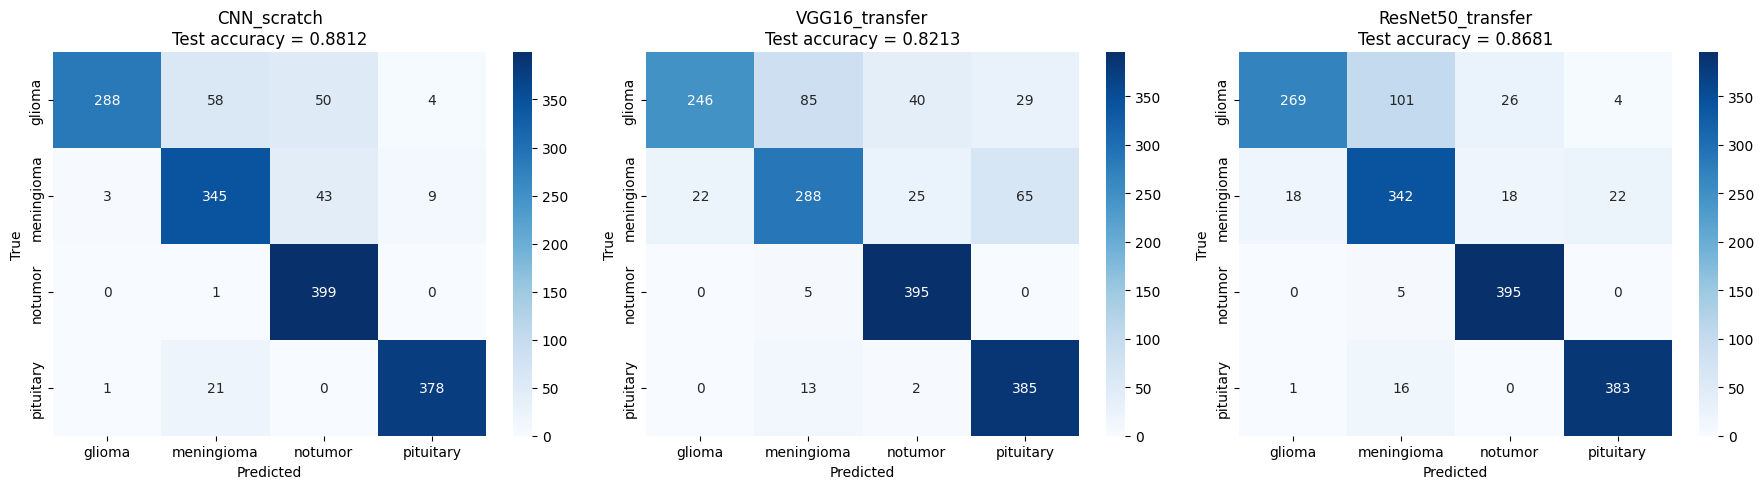 CNN_scratch
Test accuracy = 0.8812
glioma 288 58 50 4
meningioma 3 345 43 9
notumor 0 1 399 0
pituitary 1 21 0 378
True
glioma meningioma notumor pituitary
Predicted
350
300
250
200
150
100
50
0
VGG16_transfer
Test accuracy = 0.8213
glioma 246 85 40 29
meningioma 22 288 25 65
notumor 0 5 395 0
pituitary 0 13 2 385
True
glioma meningioma notumor pituitary
Predicted
350
300
250
200
150
100
50
0
ResNet50_transfer
Test accuracy = 0.8681
glioma 269 101 26 4
meningioma 18 342 18 22
notumor 0 5 395 0
pituitary 1 16 0 383
True
glioma meningioma notumor pituitary
Predicted
350
300
250
200
150
100
50
0